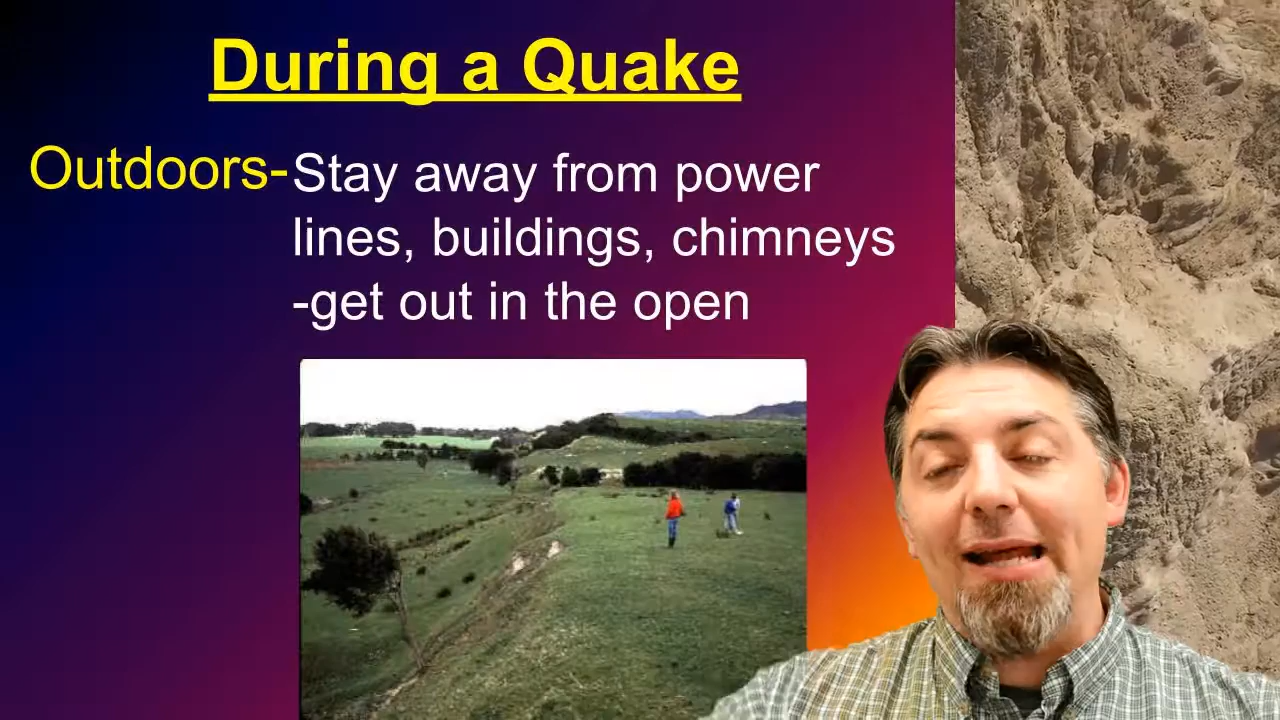 During a Quake
Outdoors-Stay away from power
lines, buildings, chimneys
-get out in the open